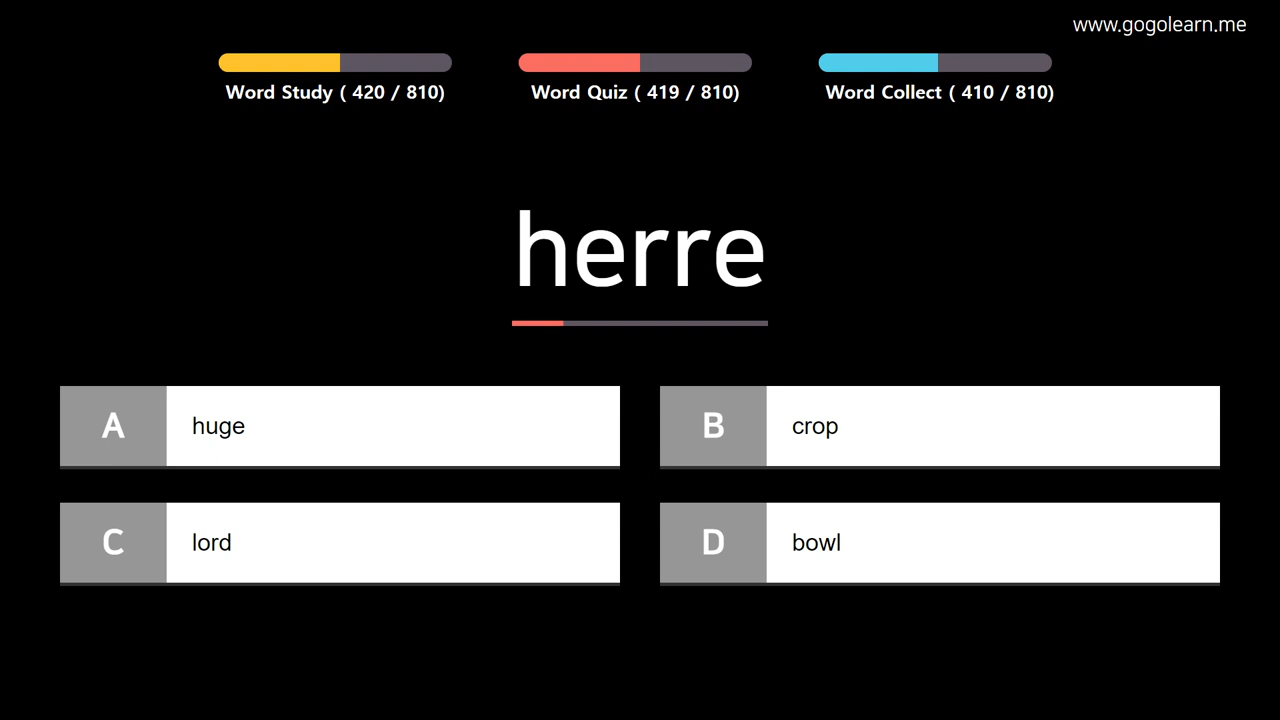 www.gogolearn.me
Word Study ( 420 / 810)
Word Quiz ( 419 / 810)
Word Collect ( 410 / 810)
herre
A huge
B crop
C lord
D bowl